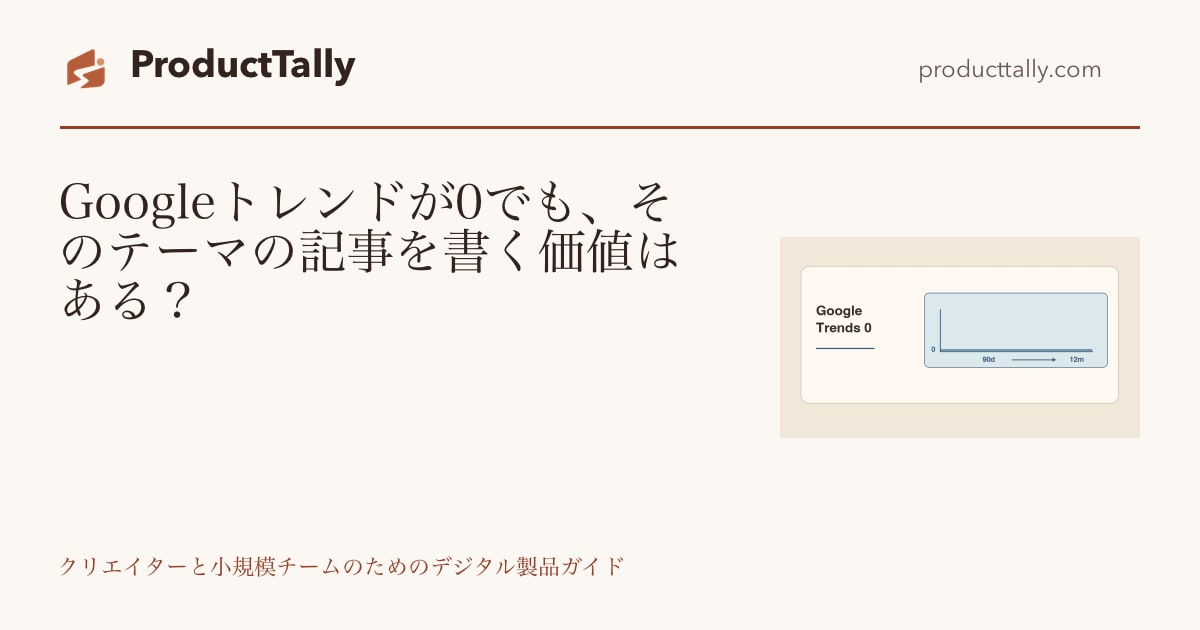 ProductTally
producttally.com
Googleトレンドが0でも、そ
のテーマの記事を書く価値は
ある？
Google
Trends 0
0
90d
12m
クリエイターと小規模チームのためのデジタル製品ガイド